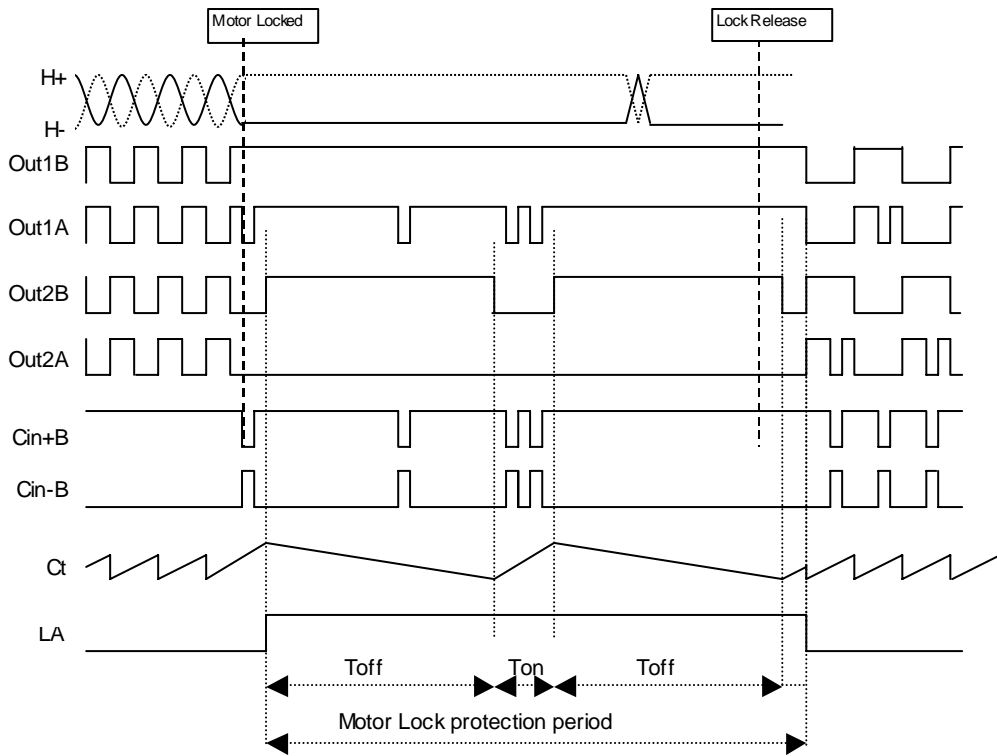 Motor Locked
Lock Release
H+
H-
Out1B
Out1A
Out2B
Out2A
Cin+B
Cin-B
Ct
LA
Toff Ton Toff
Motor Lock protection period